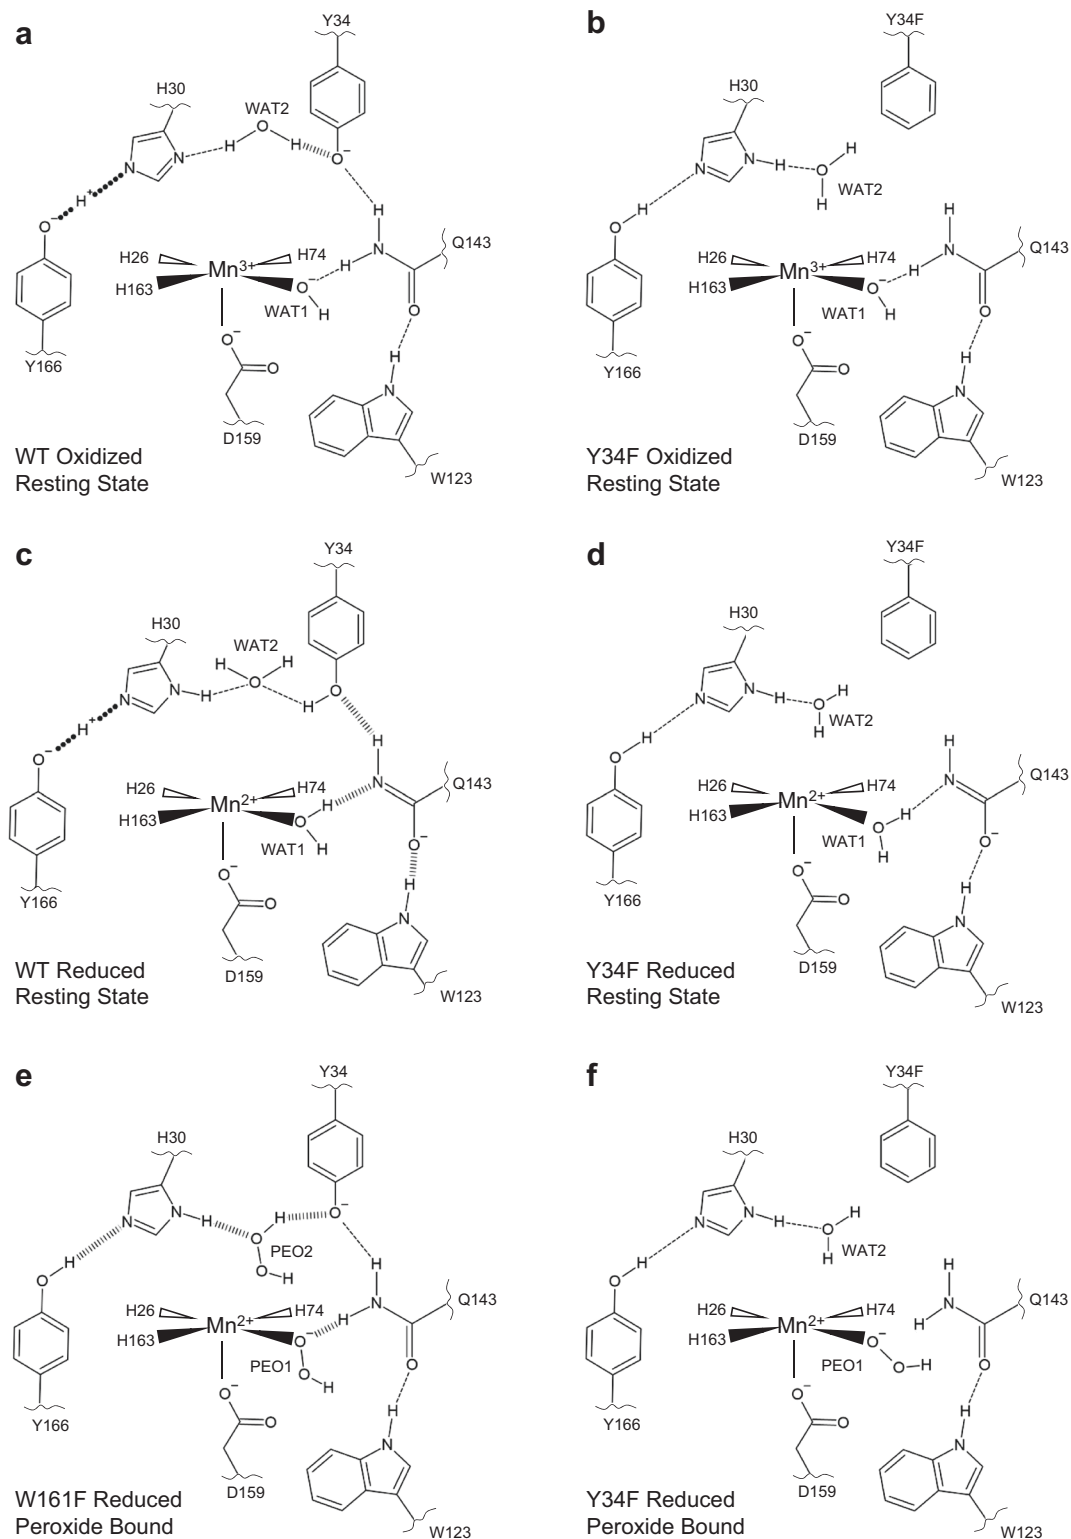 a
Y34
H30
WAT2
H
O
H
N
N
O−
H+
O−
H
H26
H74
N
Q143
Mn3+
H
H163
O−
WAT1
H
O
O−
O
H
N
Y166
D159
W123
WT Oxidized
Resting State
b
Y34F
H30
H
N
H
O
N
WAT2
H
H
O
H
H26
H74
N
Q143
Mn3+
H
H163
O−
WAT1
H
O
O−
O
H
N
Y166
D159
W123
Y34F Oxidized
Resting State
c
Y34
H30
WAT2
H
H
O
N
H
H
O
N
H+
O−
H
H26
H74
N
Q143
Mn2+
H
H163
O
WAT1
H
O−
O−
O
H
N
Y166
D159
W123
WT Reduced
Resting State
d
Y34F
H30
N
H
O
H
N
WAT2
H
H
O
H
H26
H74
N
Q143
Mn2+
H
H163
O
WAT1
H
O−
O−
O
H
N
Y166
D159
W123
Y34F Reduced
Resting State
e
Y34
H30
N
H
H
O−
N
O
PEO2
O
H
H
O
H
H26
H74
N
Q143
Mn2+
H
H163
O−
PEO1
O
H
O
O−
O
H
N
Y166
D159
W123
W161F Reduced
Peroxide Bound
f
Y34F
H30
N
H
O
H
N
WAT2
H
H
O
H
H26
H74
N
Q143
Mn2+
H
H163
O−
PEO1
O
H
O
O−
O
H
N
Y166
D159
W123
Y34F Reduced
Peroxide Bound